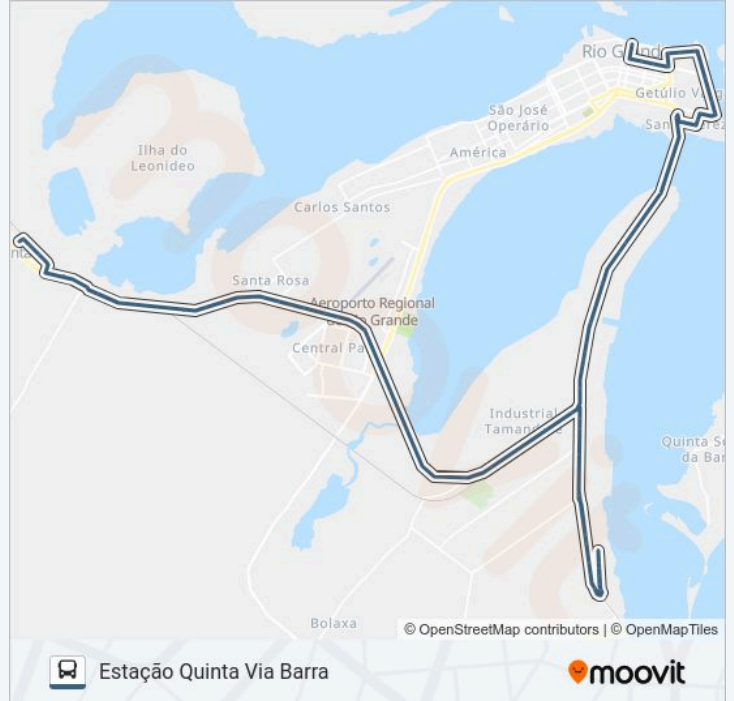 Rio Grande
Getúlio Varg
São José
Operário
América
Ilha do
Leonideo
Carlos Santos
Santa Rosa
Aeroporto Regional
Central Pa
Industrial
Quinta Se
da Bar
Bolaxa
© OpenStreetMap contributors | © OpenMapTiles
Estação Quinta Via Barra
moovit